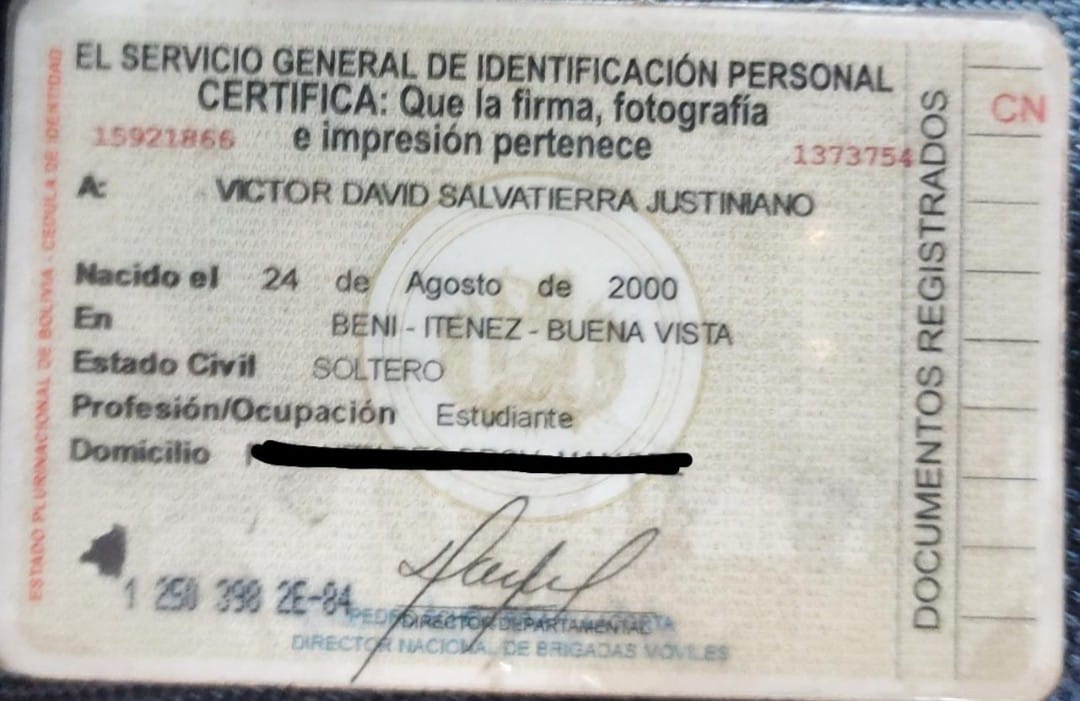 EL SERVICIO GENERAL DE IDENTIFICACIÓN PERSONAL
CERTIFICA: Que la firma, fotografía
e impresión pertenece
15921866
1373754
A: VICTOR DAVID SALVATIERRA JUSTINIANO
Nacido el 24 de Agosto de 2000
En BENI - ITENEZ - BUENA VISTA
Estado Civil SOLTERO
Profesión/Ocupación Estudiante
Domicilio
1 250 398 2E-84
DIRECTOR DEPARTAMENTAL
DIRECTOR NACIONAL DE BRIGADAS MOVILES
ESTADO PLURINACIONAL DE BOLIVIA - CEDULA DE IDENTIDAD
DOCUMENTOS REGISTRADOS
CN